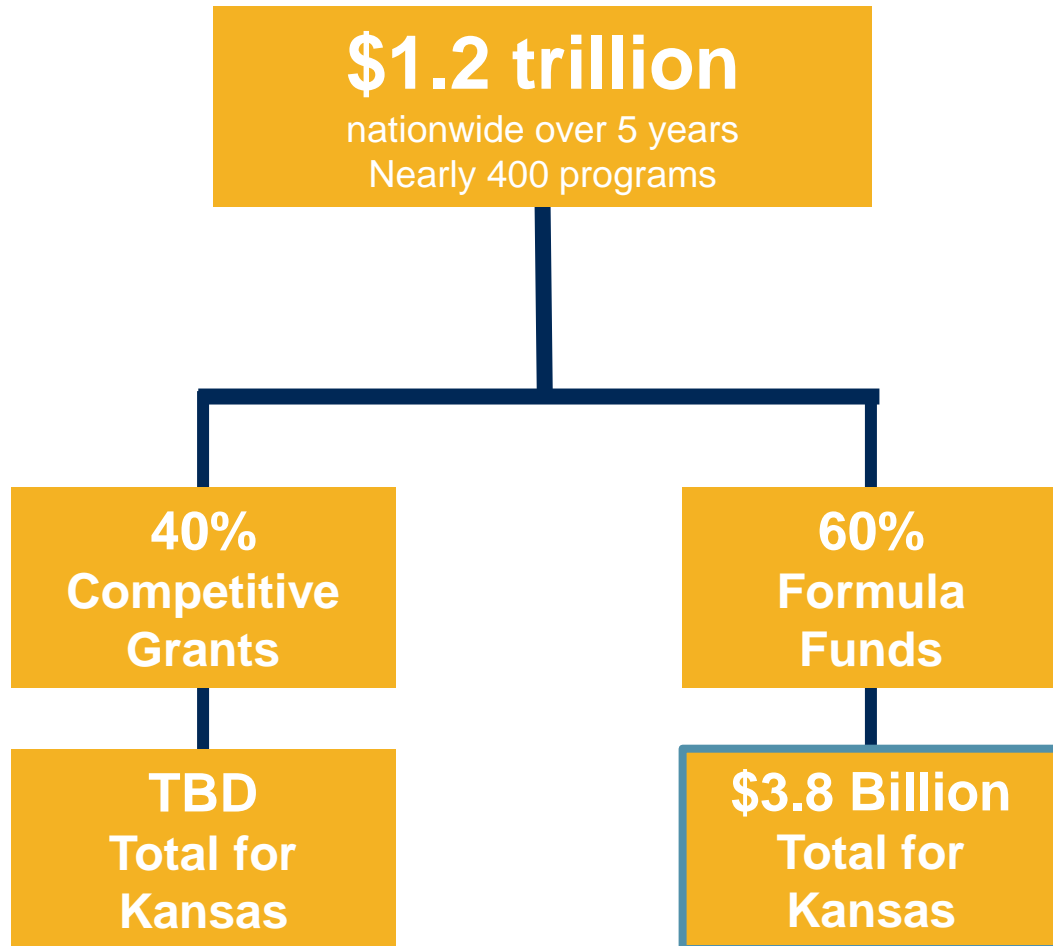 $1.2 trillion
nationwide over 5 years
Nearly 400 programs
40%
Competitive
Grants
60%
Formula
Funds
TBD
Total for
Kansas
$3.8 Billion
Total for
Kansas